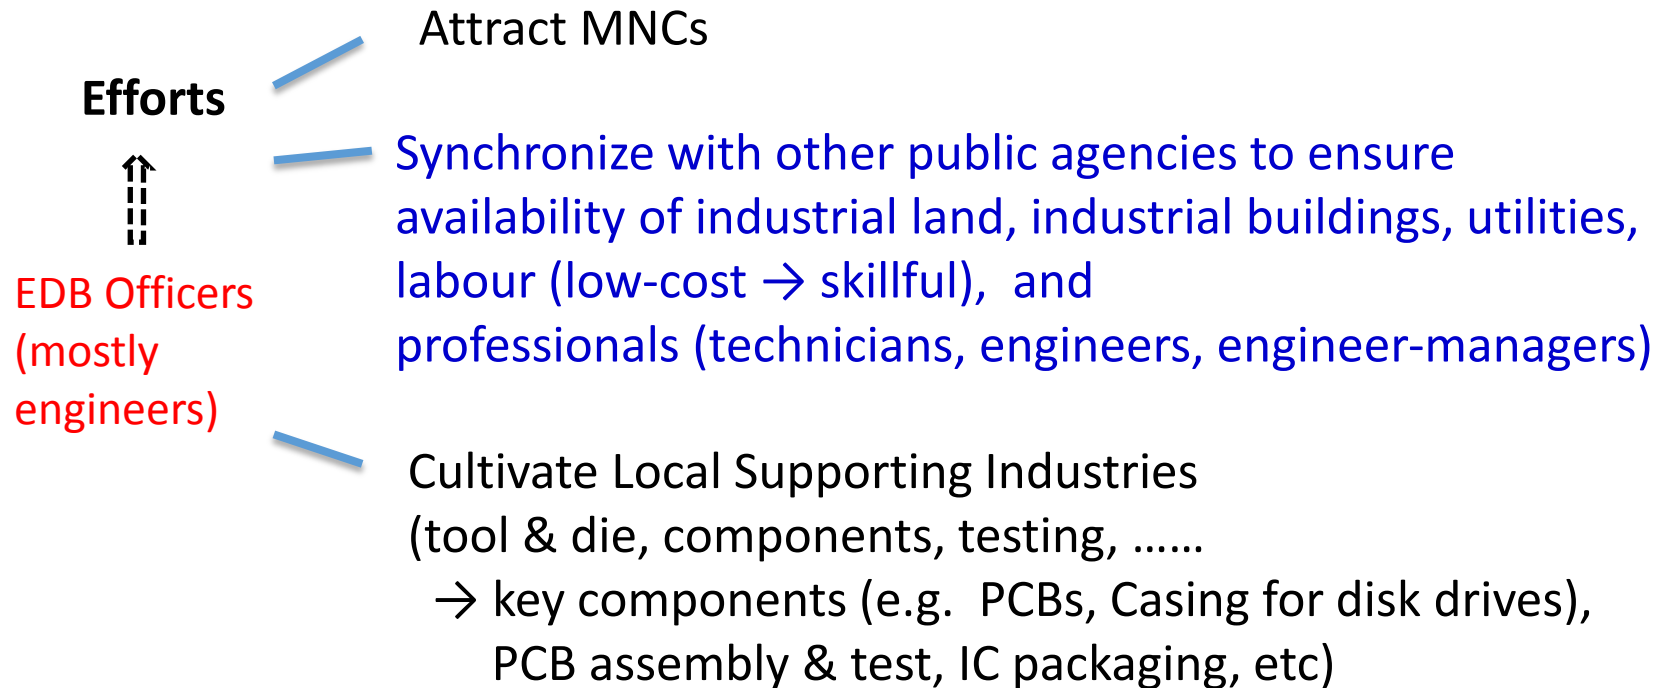 Attract MNCs
Efforts
Synchronize with other public agencies to ensure
availability of industrial land, industrial buildings, utilities,
labour (low-cost → skillful),  and
professionals (technicians, engineers, engineer-managers)
EDB Officers
(mostly
engineers)
Cultivate Local Supporting Industries
(tool & die, components, testing, ……
→ key components (e.g.  PCBs, Casing for disk drives),
PCB assembly & test, IC packaging, etc)